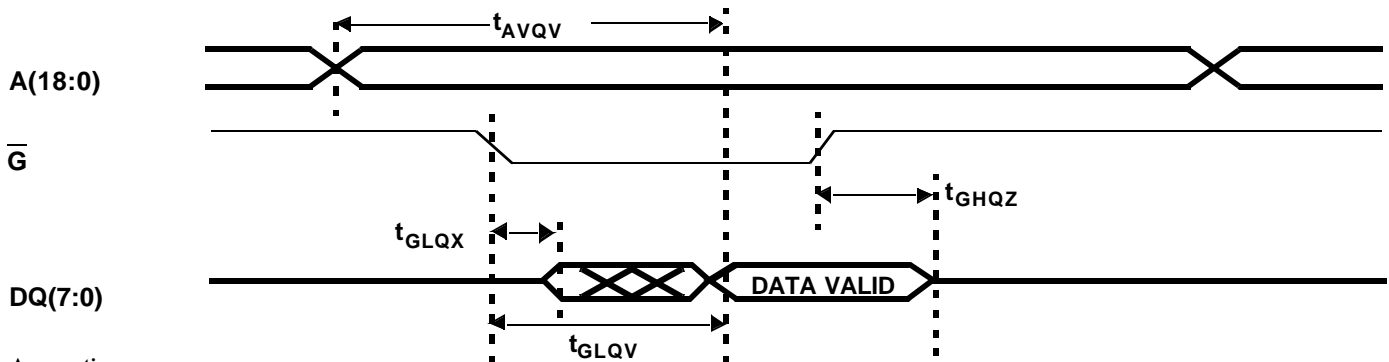 tAVQV
A(18:0)
G̅
tGHQZ
tGLQX
DATA VALID
DQ(7:0)
tGLQV